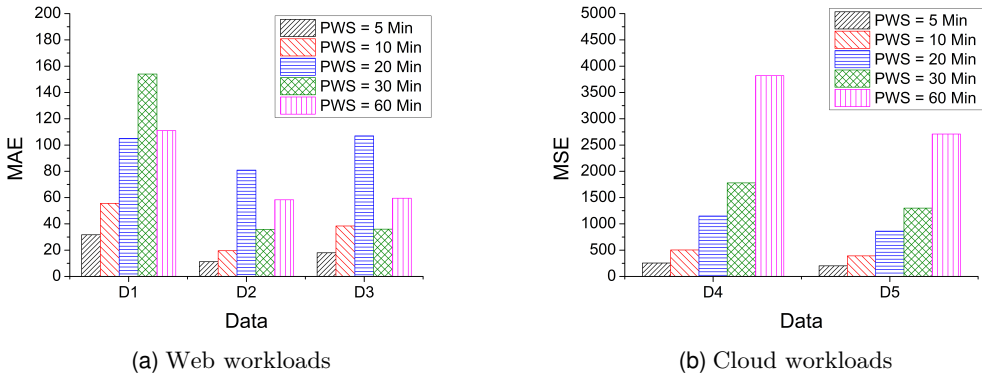 200
180
160
140
120
100
80
60
40
20
0
MAE
PWS = 5 Min
PWS = 10 Min
PWS = 20 Min
PWS = 30 Min
PWS = 60 Min
D1 D2 D3
Data
(a) Web workloads
5000
4500
4000
3500
3000
2500
2000
1500
1000
500
0
MSE
PWS = 5 Min
PWS = 10 Min
PWS = 20 Min
PWS = 30 Min
PWS = 60 Min
D4 D5
Data
(b) Cloud workloads